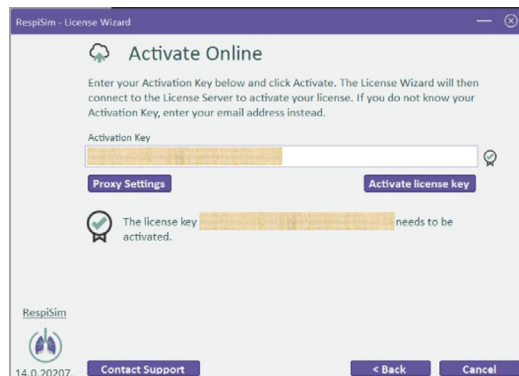 RespiSim - License Wizard
Activate Online
Enter your Activation Key below and click Activate. The License Wizard will then
connect to the License Server to activate your license. If you do not know your
Activation Key, enter your email address instead.
Activation Key
Proxy Settings
Activate license key
The license key needs to be
activated.
RespiSim
14.0.20207.
Contact Support
< Back
Cancel